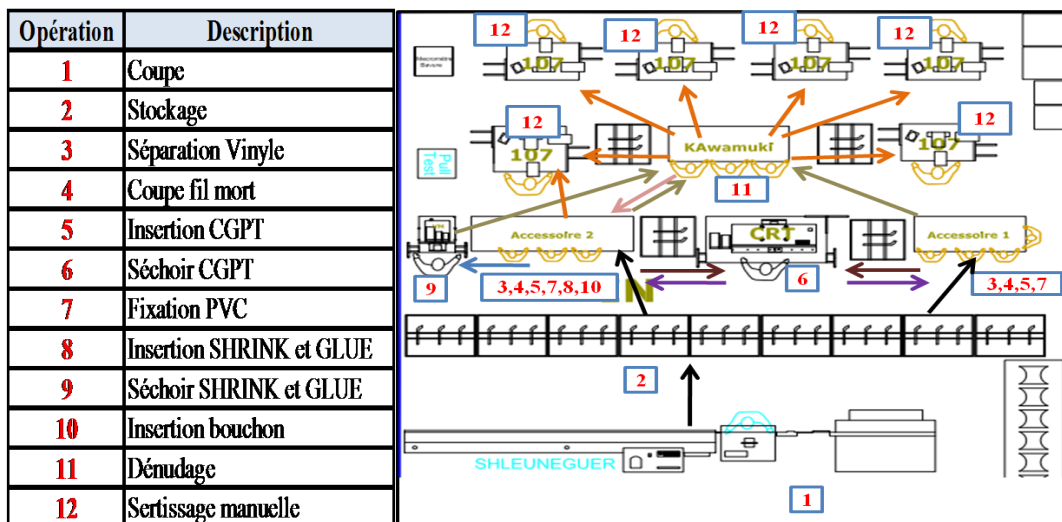 Opération Description
1 Coupe
2 Stockage
3 Séparation Vinyle
4 Coupe fil mort
5 Insertion CGPT
6 Séchoir CGPT
7 Fixation PVC
8 Insertion SHRINK et GLUE
9 Séchoir SHRINK et GLUE
10 Insertion bouchon
11 Dénudage
12 Sertissage manuelle
12 12 12 12
107 107 107 107
12 12
107 107
KAwamuki
Pull Test
11
Accessoire 2
CRT
Accessoire 1
9
3,4,5,7,8,10
6
3,4,5,7
2
SHLEUNEGUER
1